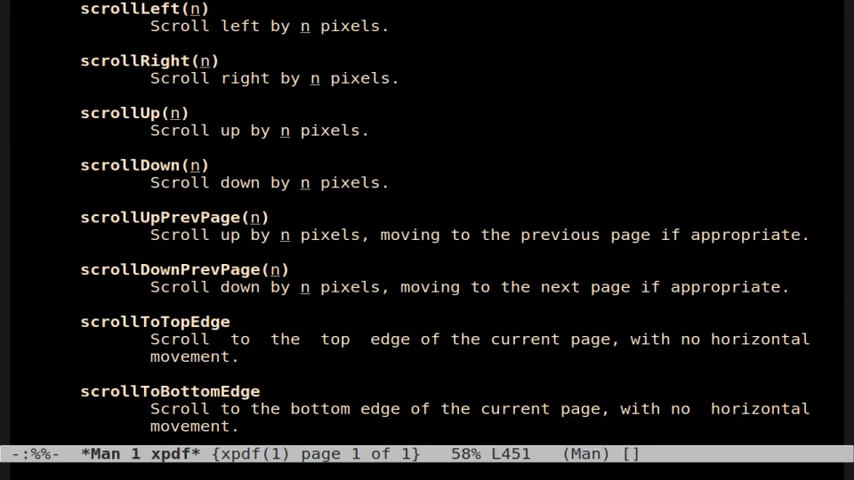 scrollLeft(n)
Scroll left by n pixels.
scrollRight(n)
Scroll right by n pixels.
scrollUp(n)
Scroll up by n pixels.
scrollDown(n)
Scroll down by n pixels.
scrollUpPrevPage(n)
Scroll up by n pixels, moving to the previous page if appropriate.
scrollDownPrevPage(n)
Scroll down by n pixels, moving to the next page if appropriate.
scrollToTopEdge
Scroll to the top edge of the current page, with no horizontal
movement.
scrollToBottomEdge
Scroll to the bottom edge of the current page, with no horizontal
movement.
-:%%- *Man 1 xpdf* {xpdf(1) page 1 of 1} 58% L451 (Man) []